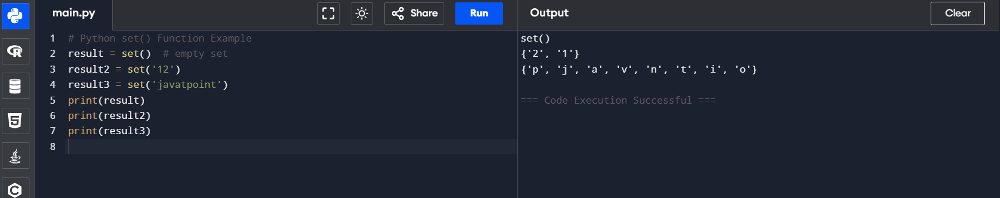 main.py
Share
Run
1 # Python set() Function Example
2 result = set()  # empty set
3 result2 = set('12')
4 result3 = set('javatpoint')
5 print(result)
6 print(result2)
7 print(result3)
8
Output
Clear
set()
{'2', '1'}
{'p', 'j', 'a', 'v', 'n', 't', 'i', 'o'}
=== Code Execution Successful ===